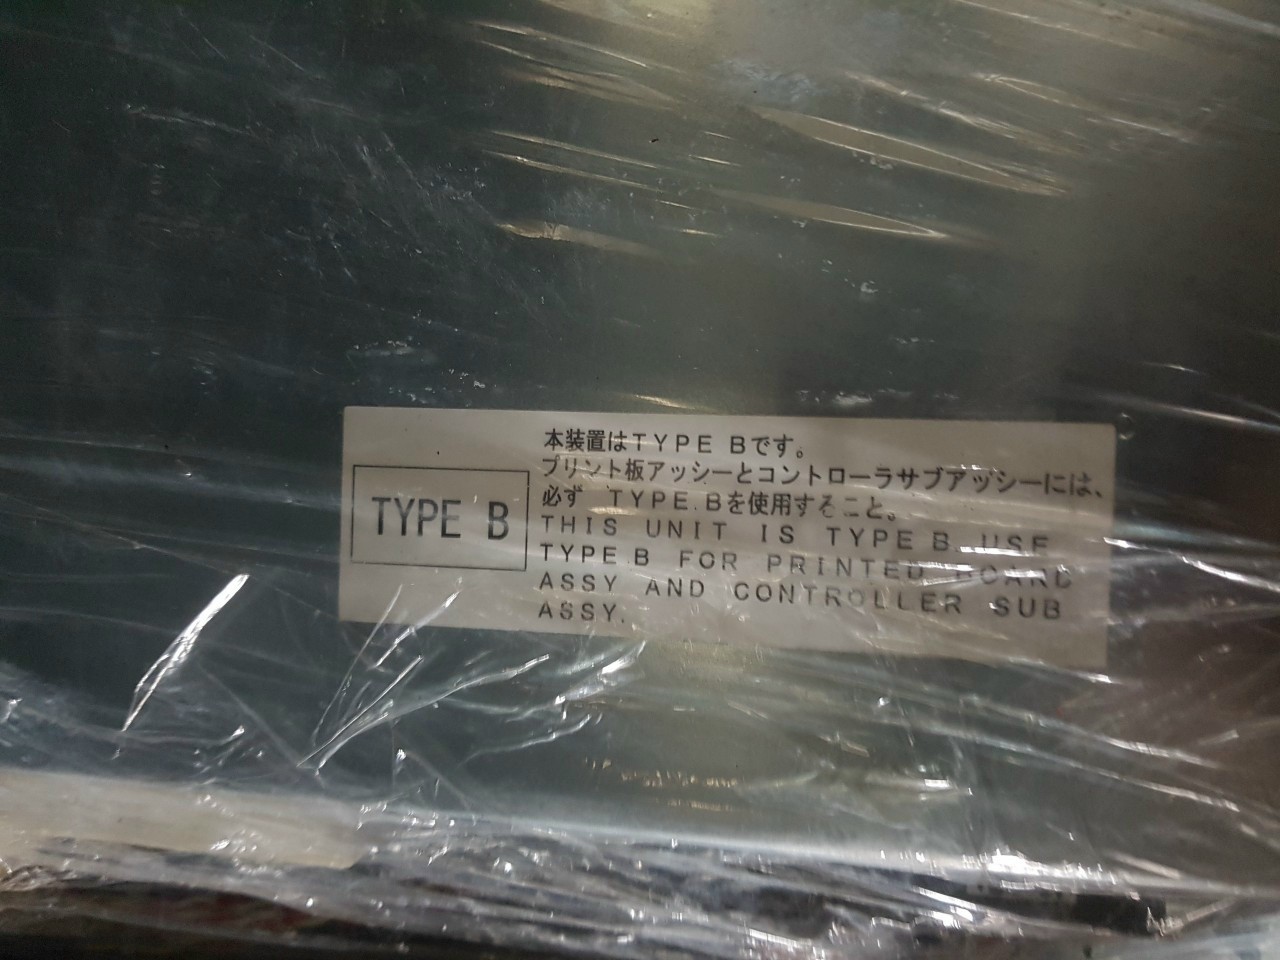 TYPE B
本装置はTYPE Bです。
プリント板アッシーとコントローラサブアッシーには、
必ず TYPE Bを使用すること。
THIS UNIT IS TYPE B. USE
TYPE B FOR PRINTED BOARD
ASSY AND CONTROLLER SUB
ASSY.